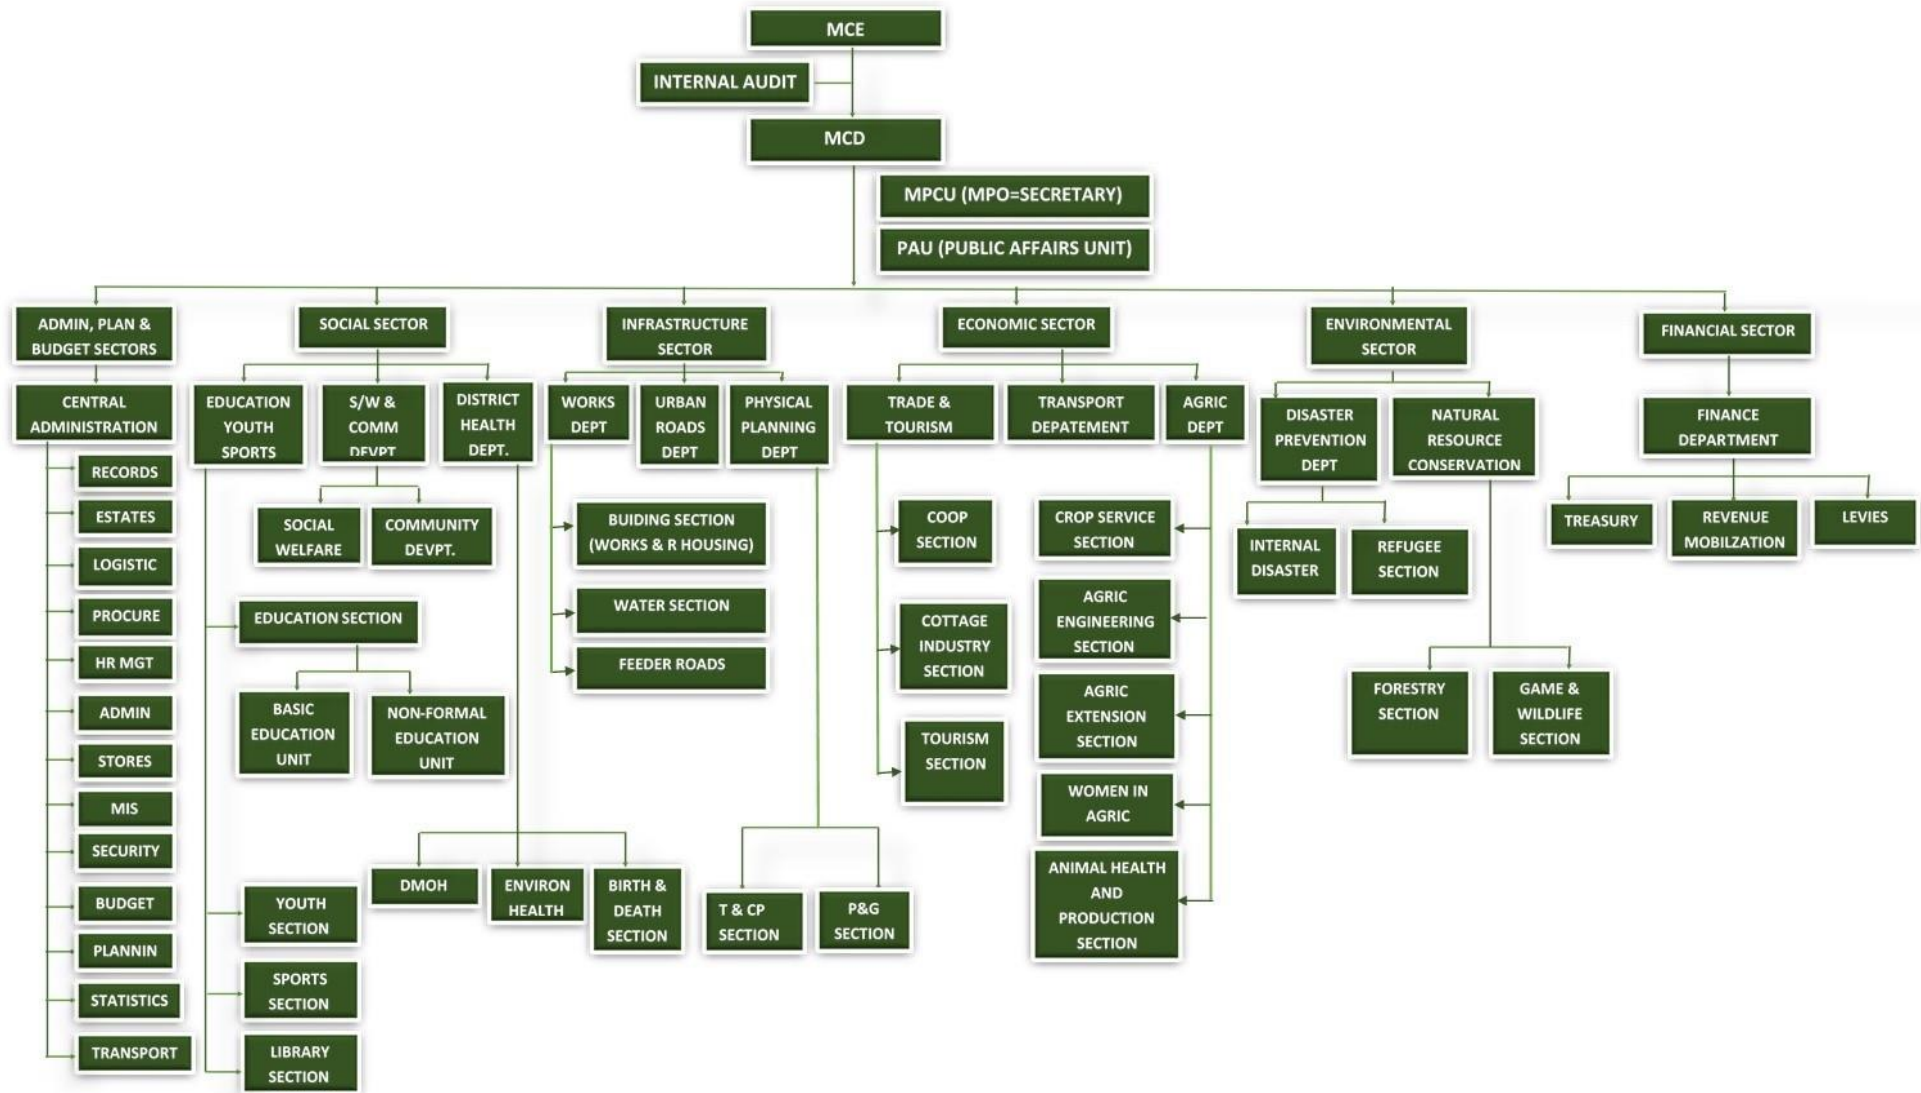 MCE
INTERNAL AUDIT
MCD
MPCU (MPO=SECRETARY)
PAU (PUBLIC AFFAIRS UNIT)
ADMIN, PLAN &
BUDGET SECTORS
SOCIAL SECTOR
INFRASTRUCTURE
SECTOR
ECONOMIC SECTOR
ENVIRONMENTAL
SECTOR
FINANCIAL SECTOR
CENTRAL
ADMINISTRATION
RECORDS
ESTATES
LOGISTIC
PROCURE
HR MGT
ADMIN
STORES
MIS
SECURITY
BUDGET
PLANNIN
STATISTICS
TRANSPORT
EDUCATION
YOUTH
SPORTS
S/W &
COMM
DEVPT
DISTRICT
HEALTH
DEPT.
SOCIAL
WELFARE
COMMUNITY
DEVPT.
EDUCATION SECTION
BASIC
EDUCATION
UNIT
NON-FORMAL
EDUCATION
UNIT
DMOH
ENVIRON
HEALTH
BIRTH &
DEATH
SECTION
YOUTH
SECTION
SPORTS
SECTION
LIBRARY
SECTION
WORKS
DEPT
URBAN
ROADS
DEPT
PHYSICAL
PLANNING
DEPT
BUIDING SECTION
(WORKS & R HOUSING)
WATER SECTION
FEEDER ROADS
T & CP
SECTION
P&G
SECTION
TRADE &
TOURISM
TRANSPORT
DEPATEMENT
AGRIC
DEPT
COOP
SECTION
COTTAGE
INDUSTRY
SECTION
TOURISM
SECTION
CROP SERVICE
SECTION
AGRIC
ENGINEERING
SECTION
AGRIC
EXTENSION
SECTION
WOMEN IN
AGRIC
ANIMAL HEALTH
AND
PRODUCTION
SECTION
DISASTER
PREVENTION
DEPT
NATURAL
RESOURCE
CONSERVATION
INTERNAL
DISASTER
REFUGEE
SECTION
FORESTRY
SECTION
GAME &
WILDLIFE
SECTION
FINANCE
DEPARTMENT
TREASURY
REVENUE
MOBILZATION
LEVIES